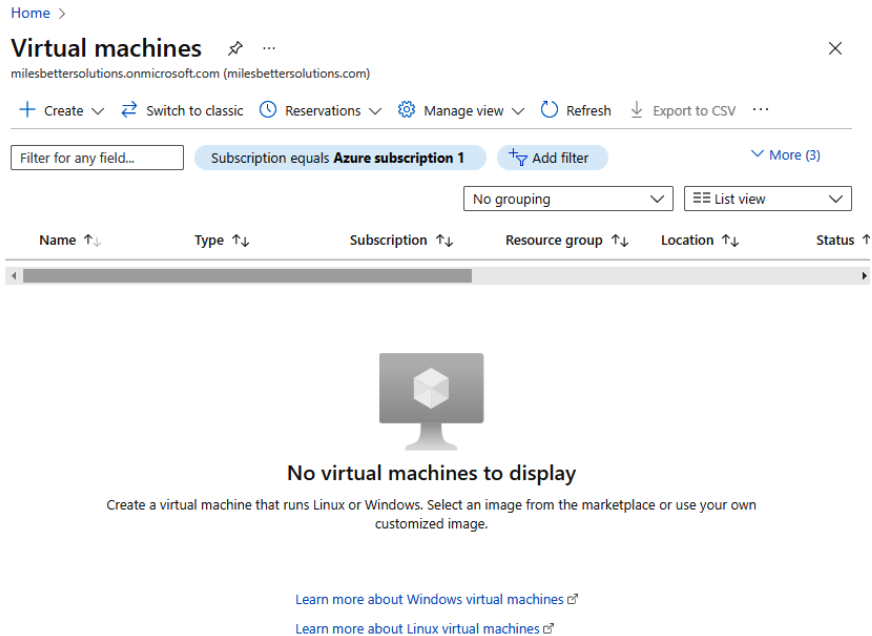 Home >
Virtual machines ...
milesbettersolutions.onmicrosoft.com (milesbettersolutions.com)
+ Create Switch to classic Reservations Manage view Refresh Export to CSV ...
Filter for any field... Subscription equals Azure subscription 1 Add filter More (3)
No grouping List view
Name ↑↓ Type ↑↓ Subscription ↑↓ Resource group ↑↓ Location ↑↓ Status ↑
No virtual machines to display
Create a virtual machine that runs Linux or Windows. Select an image from the marketplace or use your own
customized image.
Learn more about Windows virtual machines
Learn more about Linux virtual machines